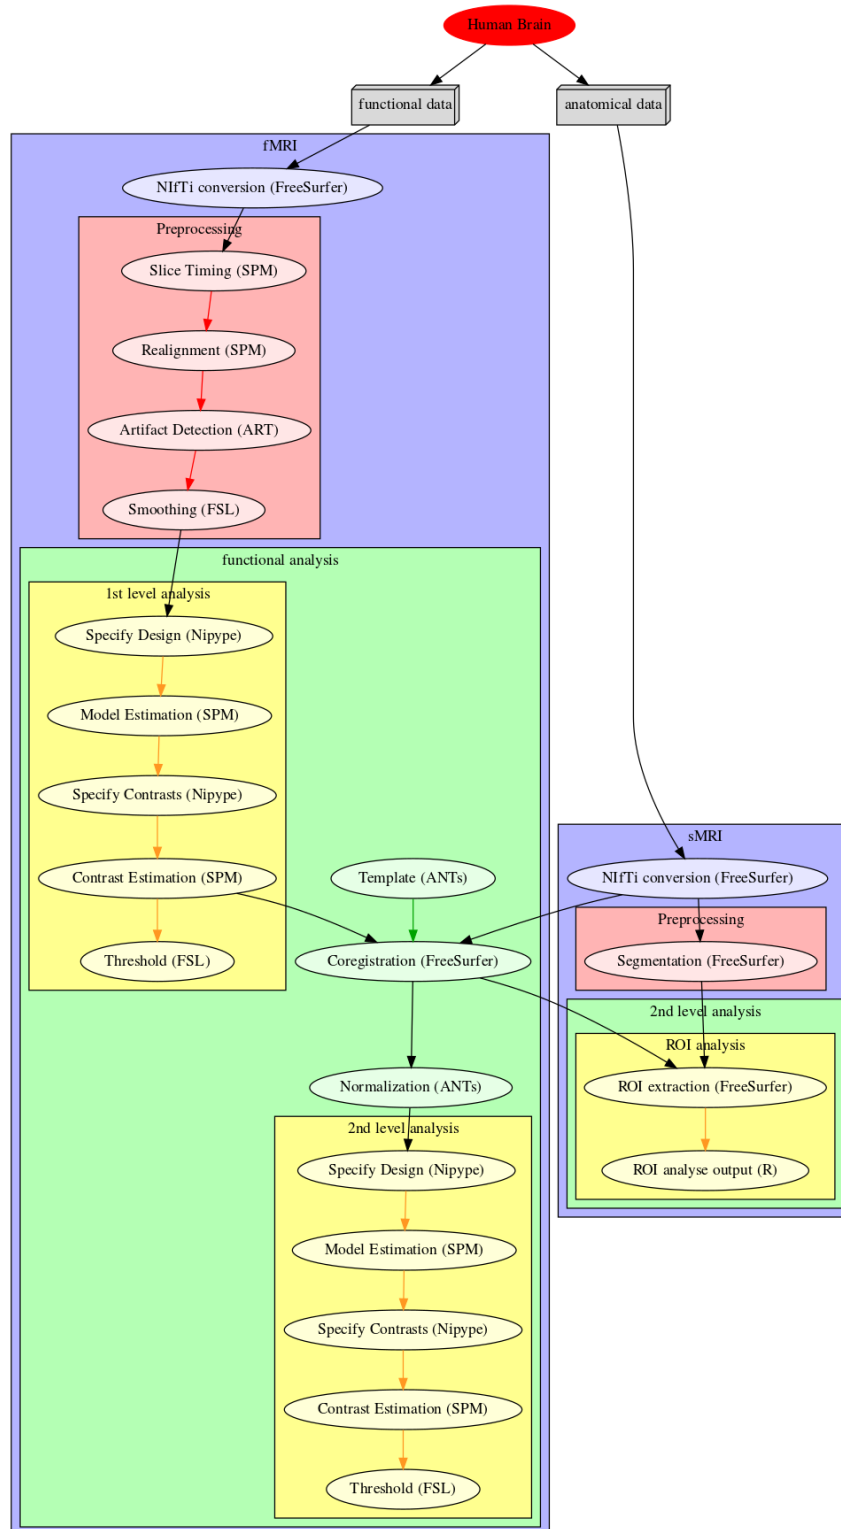 Human Brain
functional data
anatomical data
fMRI
NIfTi conversion (FreeSurfer)
Preprocessing
Slice Timing (SPM)
Realignment (SPM)
Artifact Detection (ART)
Smoothing (FSL)
functional analysis
1st level analysis
Specify Design (Nipype)
Model Estimation (SPM)
Specify Contrasts (Nipype)
Contrast Estimation (SPM)
Threshold (FSL)
Template (ANTs)
Coregistration (FreeSurfer)
Normalization (ANTs)
2nd level analysis
Specify Design (Nipype)
Model Estimation (SPM)
Specify Contrasts (Nipype)
Contrast Estimation (SPM)
Threshold (FSL)
sMRI
NIfTi conversion (FreeSurfer)
Preprocessing
Segmentation (FreeSurfer)
2nd level analysis
ROI analysis
ROI extraction (FreeSurfer)
ROI analyse output (R)